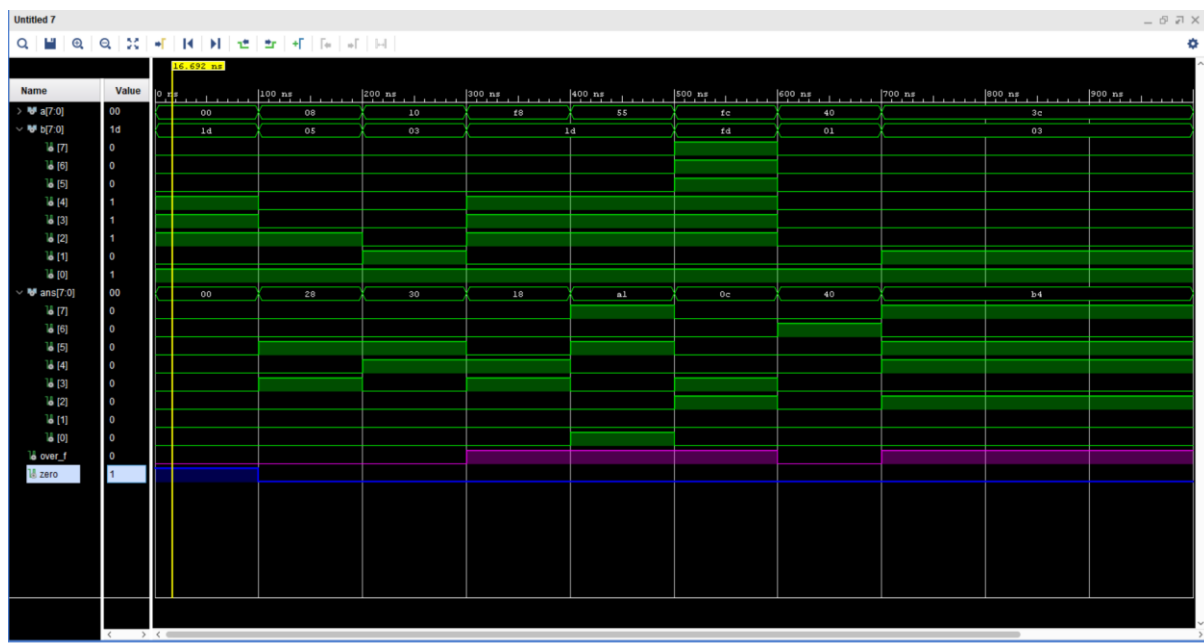 Untitled 7
16.692 ns
Name Value 0 ns 100 ns 200 ns 300 ns 400 ns 500 ns 600 ns 700 ns 800 ns 900 ns
a[7:0] 00 00 08 10 f8 55 fc 40 3c
b[7:0] 1d 1d 05 03 1d fd 01 03
[7] 0
[6] 0
[5] 0
[4] 1
[3] 1
[2] 1
[1] 0
[0] 1
ans[7:0] 00 00 28 30 18 a1 0c 40 b4
[7] 0
[6] 0
[5] 0
[4] 0
[3] 0
[2] 0
[1] 0
[0] 0
over_f 0
zero 1